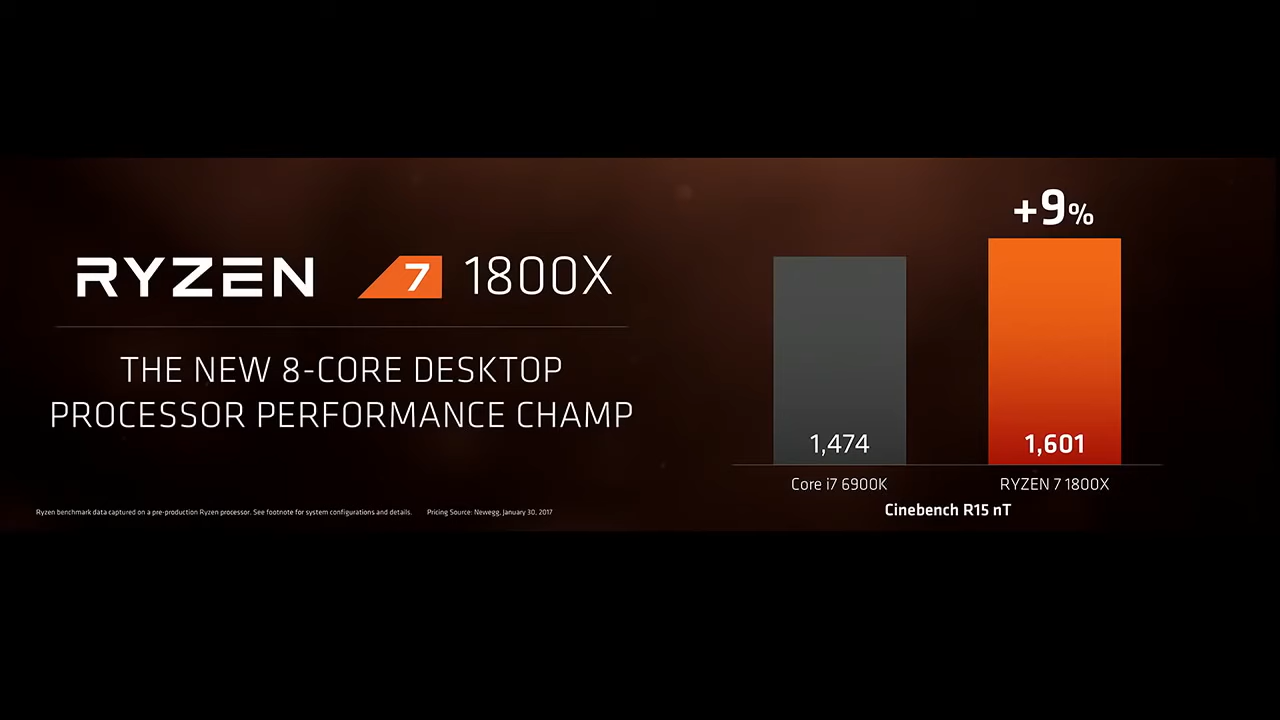 RYZEN 7 1800X
THE NEW 8-CORE DESKTOP
PROCESSOR PERFORMANCE CHAMP
Ryzen benchmark data captured on a pre-production Ryzen processor. See footnote for system configurations and details. Pricing Source: Newegg, January 30, 2017
+9%
1,474
1,601
Core i7 6900K
RYZEN 7 1800X
Cinebench R15 nT